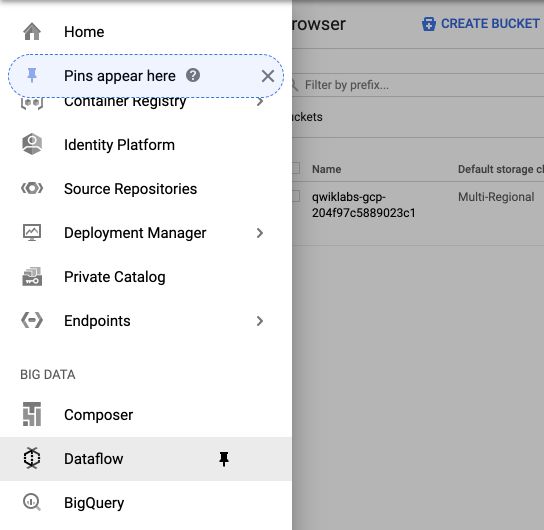 Home
Pins appear here
Container Registry
Identity Platform
Source Repositories
Deployment Manager
Private Catalog
Endpoints
BIG DATA
Composer
Dataflow
BigQuery
rowser
CREATE BUCKET
Filter by prefix...
uckets
Name
Default storage cl
qwiklabs-gcp-
204f97c5889023c1
Multi-Regional